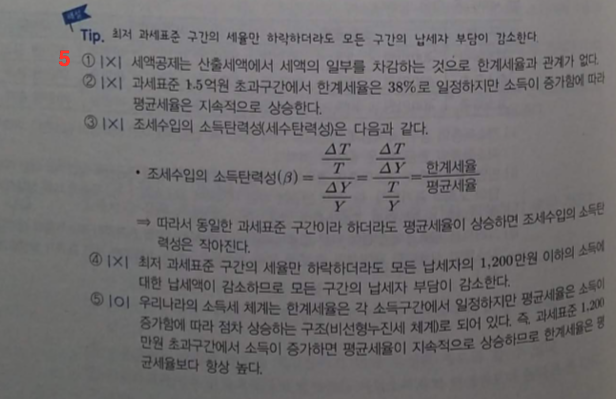 해설
Tip. 최저 과세표준 구간의 세율만 하락하더라도 모든 구간의 납세자 부담이 감소한다.
5 ① |X| 세액공제는 산출세액에서 세액의 일부를 차감하는 것으로 한계세율과 관계가 없다.
② |X| 과세표준 1.5억원 초과구간에서 한계세율은 38%로 일정하지만 소득이 증가함에 따라
평균세율은 지속적으로 상승한다.
③ |X| 조세수입의 소득탄력성(세수탄력성)은 다음과 같다.
• 조세수입의 소득탄력성(β) = (ΔT/T)/(ΔY/Y) = (ΔT/ΔY)/(T/Y) = 한계세율/평균세율
⇒ 따라서 동일한 과세표준 구간이라 하더라도 평균세율이 상승하면 조세수입의 소득탄
력성은 작아진다.
④ |X| 최저 과세표준 구간의 세율만 하락하더라도 모든 납세자의 1,200만원 이하의 소득에
대한 납세액이 감소하므로 모든 구간의 납세자 부담이 감소한다.
⑤ |O| 우리나라의 소득세 체계는 한계세율은 각 소득구간에서 일정하지만 평균세율은 소득이
증가함에 따라 점차 상승하는 구조(비선형누진세 체계)로 되어 있다. 즉, 과세표준 1,200
만원 초과구간에서 소득이 증가하면 평균세율이 지속적으로 상승하므로 한계세율은 평
균세율보다 항상 높다.